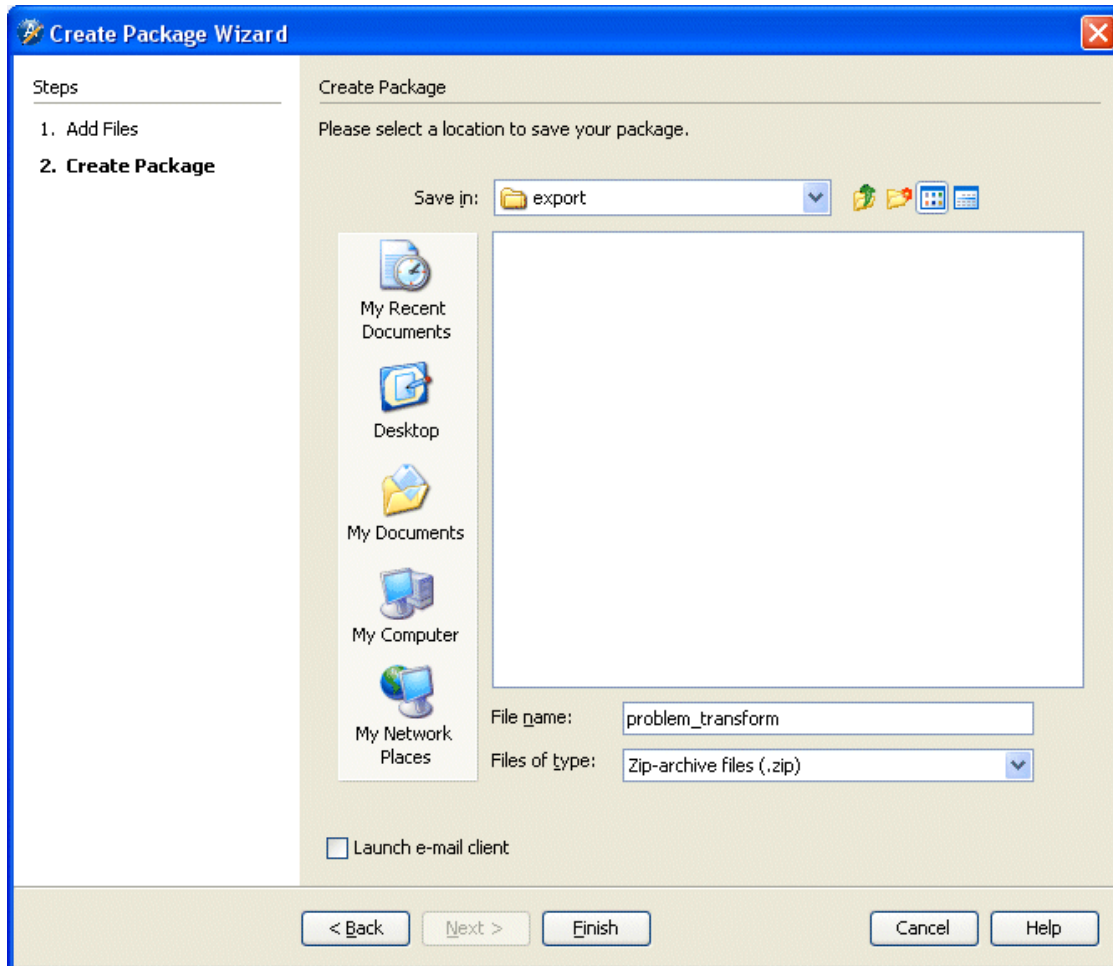 Create Package Wizard
Steps
1. Add Files
2. Create Package
Create Package
Please select a location to save your package.
Save in:
export
My Recent
Documents
Desktop
My Documents
My Computer
My Network
Places
File name:
problem_transform
Files of type:
Zip-archive files (.zip)
Launch e-mail client
< Back
Next >
Finish
Cancel
Help